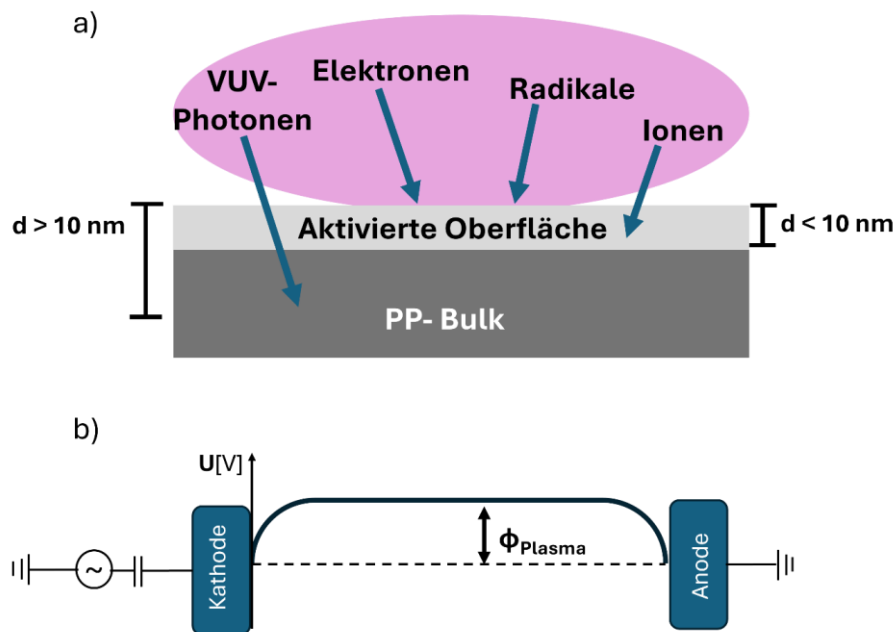 a)
VUV-
Photonen
Elektronen
Radikale
Ionen
d > 10 nm
Aktivierte Oberfläche
d < 10 nm
PP- Bulk
b)
U[V]
Kathode
~
ΦPlasma
Anode